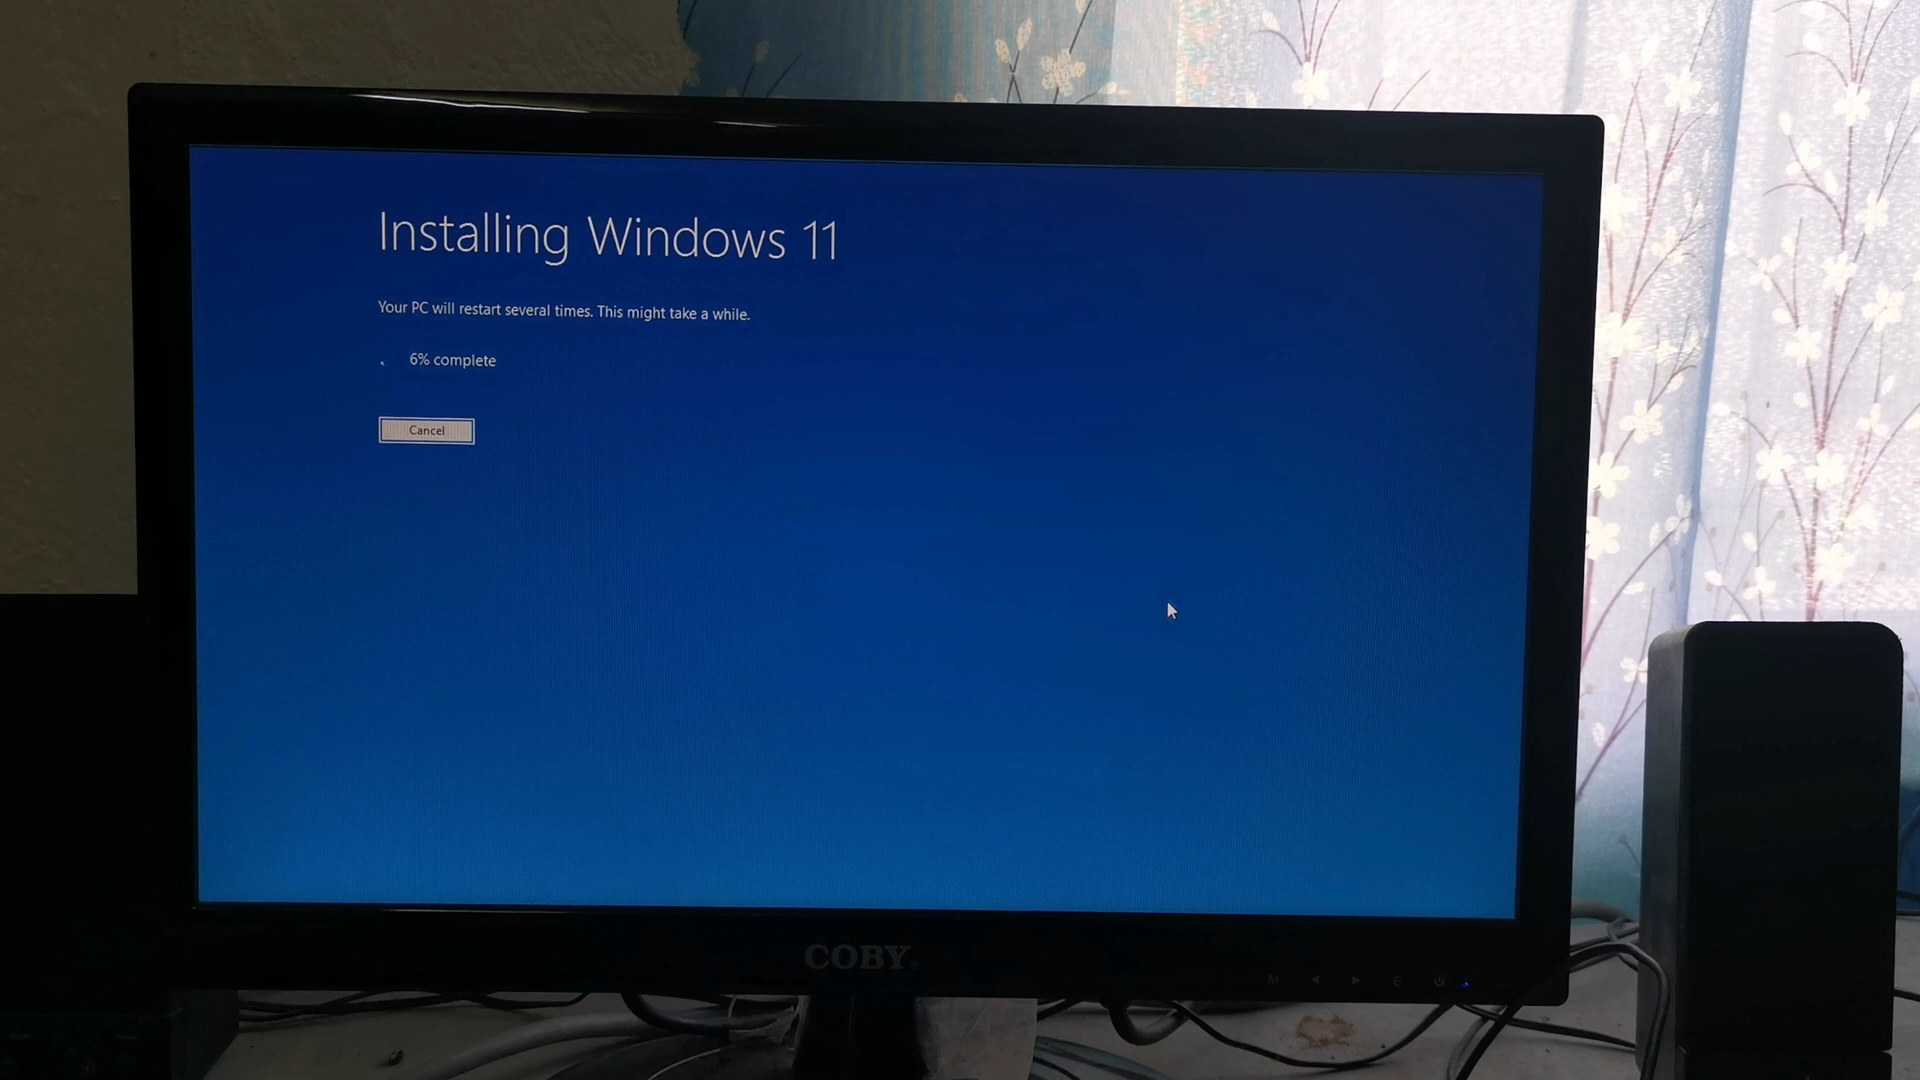 Installing Windows 11
Your PC will restart several times. This might take a while.
6% complete
Cancel
COBY
M
E